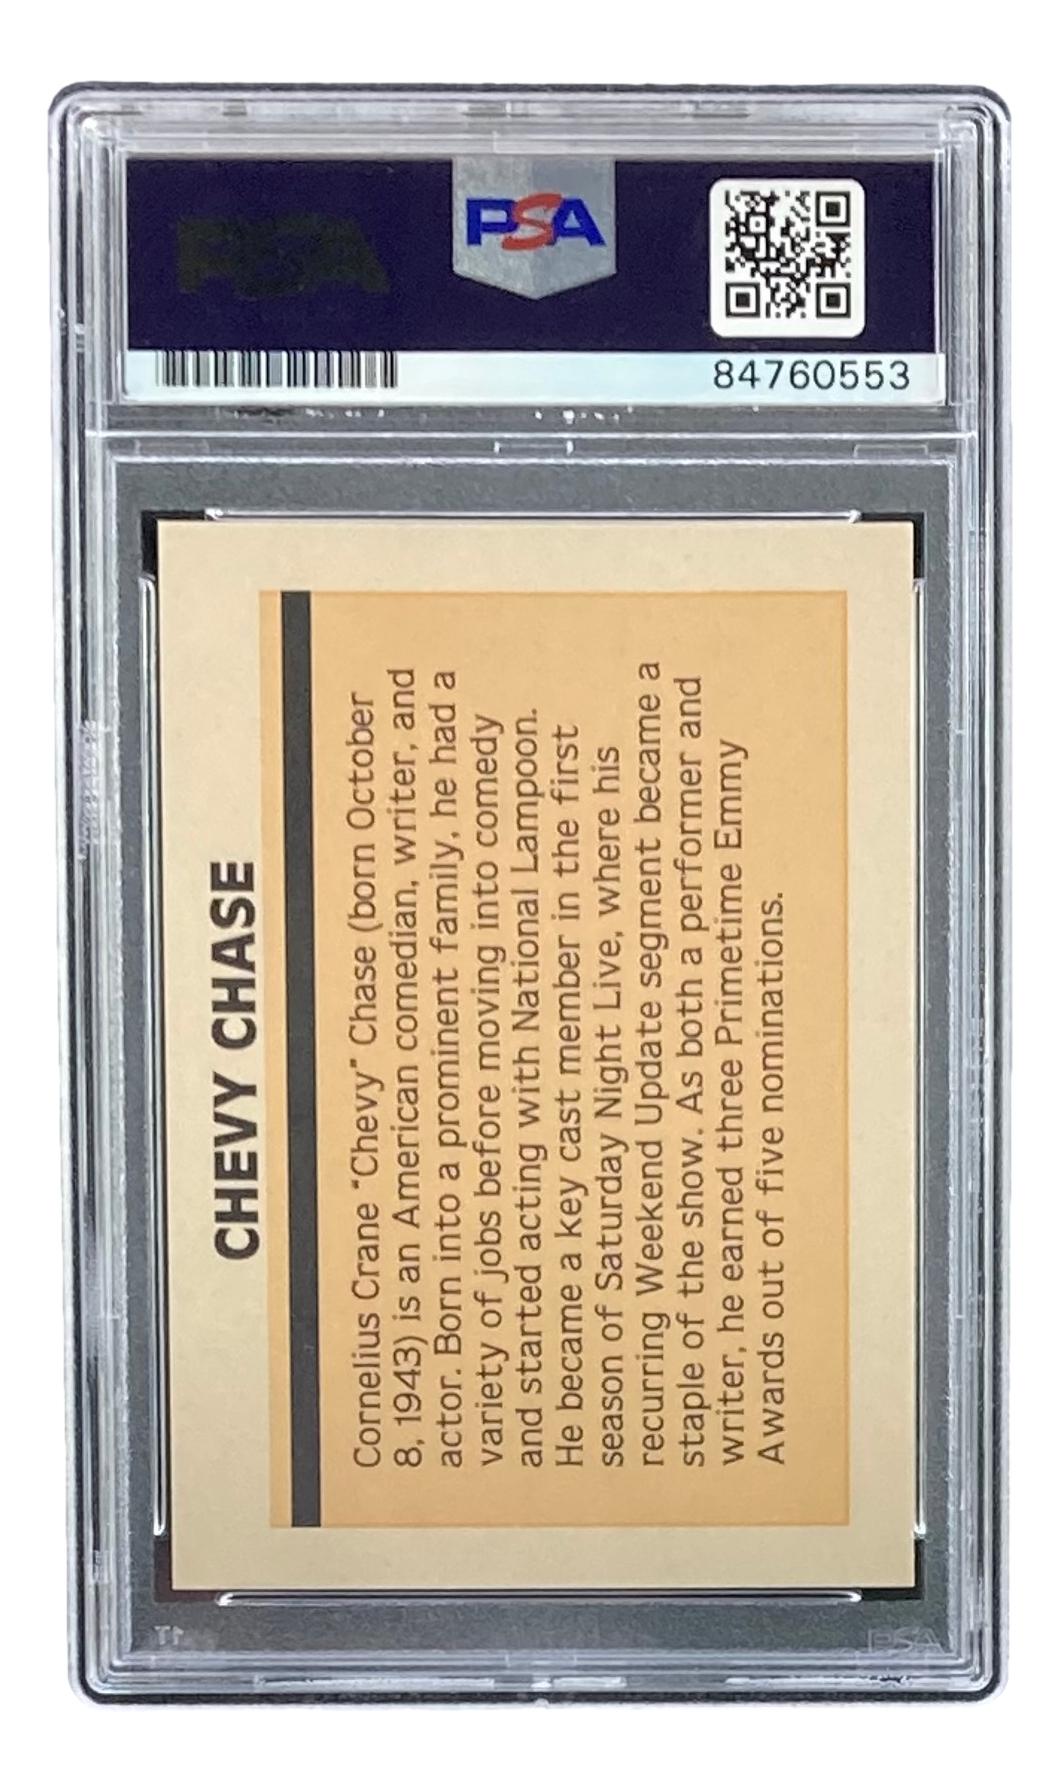 PSA
PSA
84760553
CHEVY CHASE
Cornelius Crane "Chevy" Chase (born October
8, 1943) is an American comedian, writer, and
actor. Born into a prominent family, he had a
variety of jobs before moving into comedy
and started acting with National Lampoon.
He became a key cast member in the first
season of Saturday Night Live, where his
recurring Weekend Update segment became a
staple of the show. As both a performer and
writer, he earned three Primetime Emmy
Awards out of five nominations.
PSA